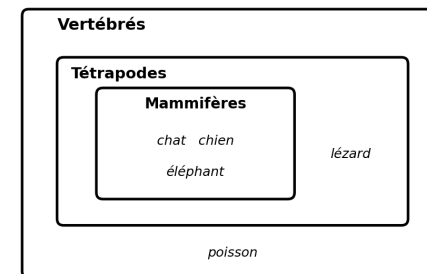 Vertébrés
Tétrapodes
Mammifères
chat chien
lézard
éléphant
poisson